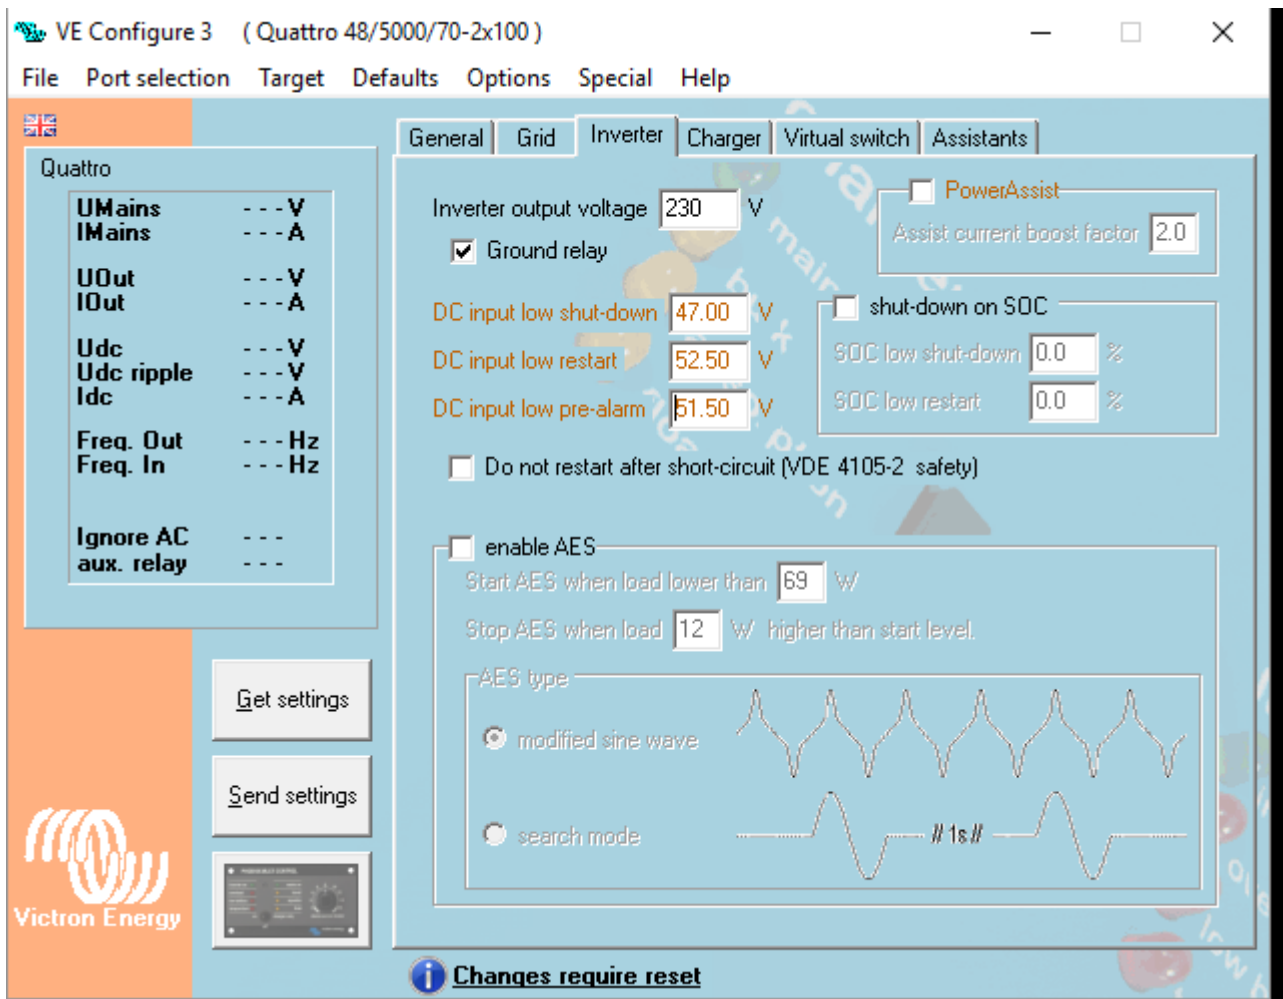 VE Configure 3 ( Quattro 48/5000/70-2x100 )
File Port selection Target Defaults Options Special Help
General Grid Inverter Charger Virtual switch Assistants
Quattro
UMains - - - V
IMains - - - A
UOut - - - V
IOut - - - A
Udc - - - V
Udc ripple - - - V
Idc - - - A
Freq. Out - - - Hz
Freq. In - - - Hz
Ignore AC - - -
aux. relay - - -
Get settings
Send settings
Victron Energy
Inverter output voltage 230 V
Ground relay
PowerAssist
Assist current boost factor 2.0
DC input low shut-down 47.00 V
DC input low restart 52.50 V
DC input low pre-alarm 51.50 V
shut-down on SOC
SOC low shut-down 0.0 %
SOC low restart 0.0 %
Do not restart after short-circuit (VDE 4105-2 safety)
enable AES
Start AES when load lower than 69 W
Stop AES when load 12 W higher than start level.
AES type
modified sine wave
search mode
// 1s //
Changes require reset